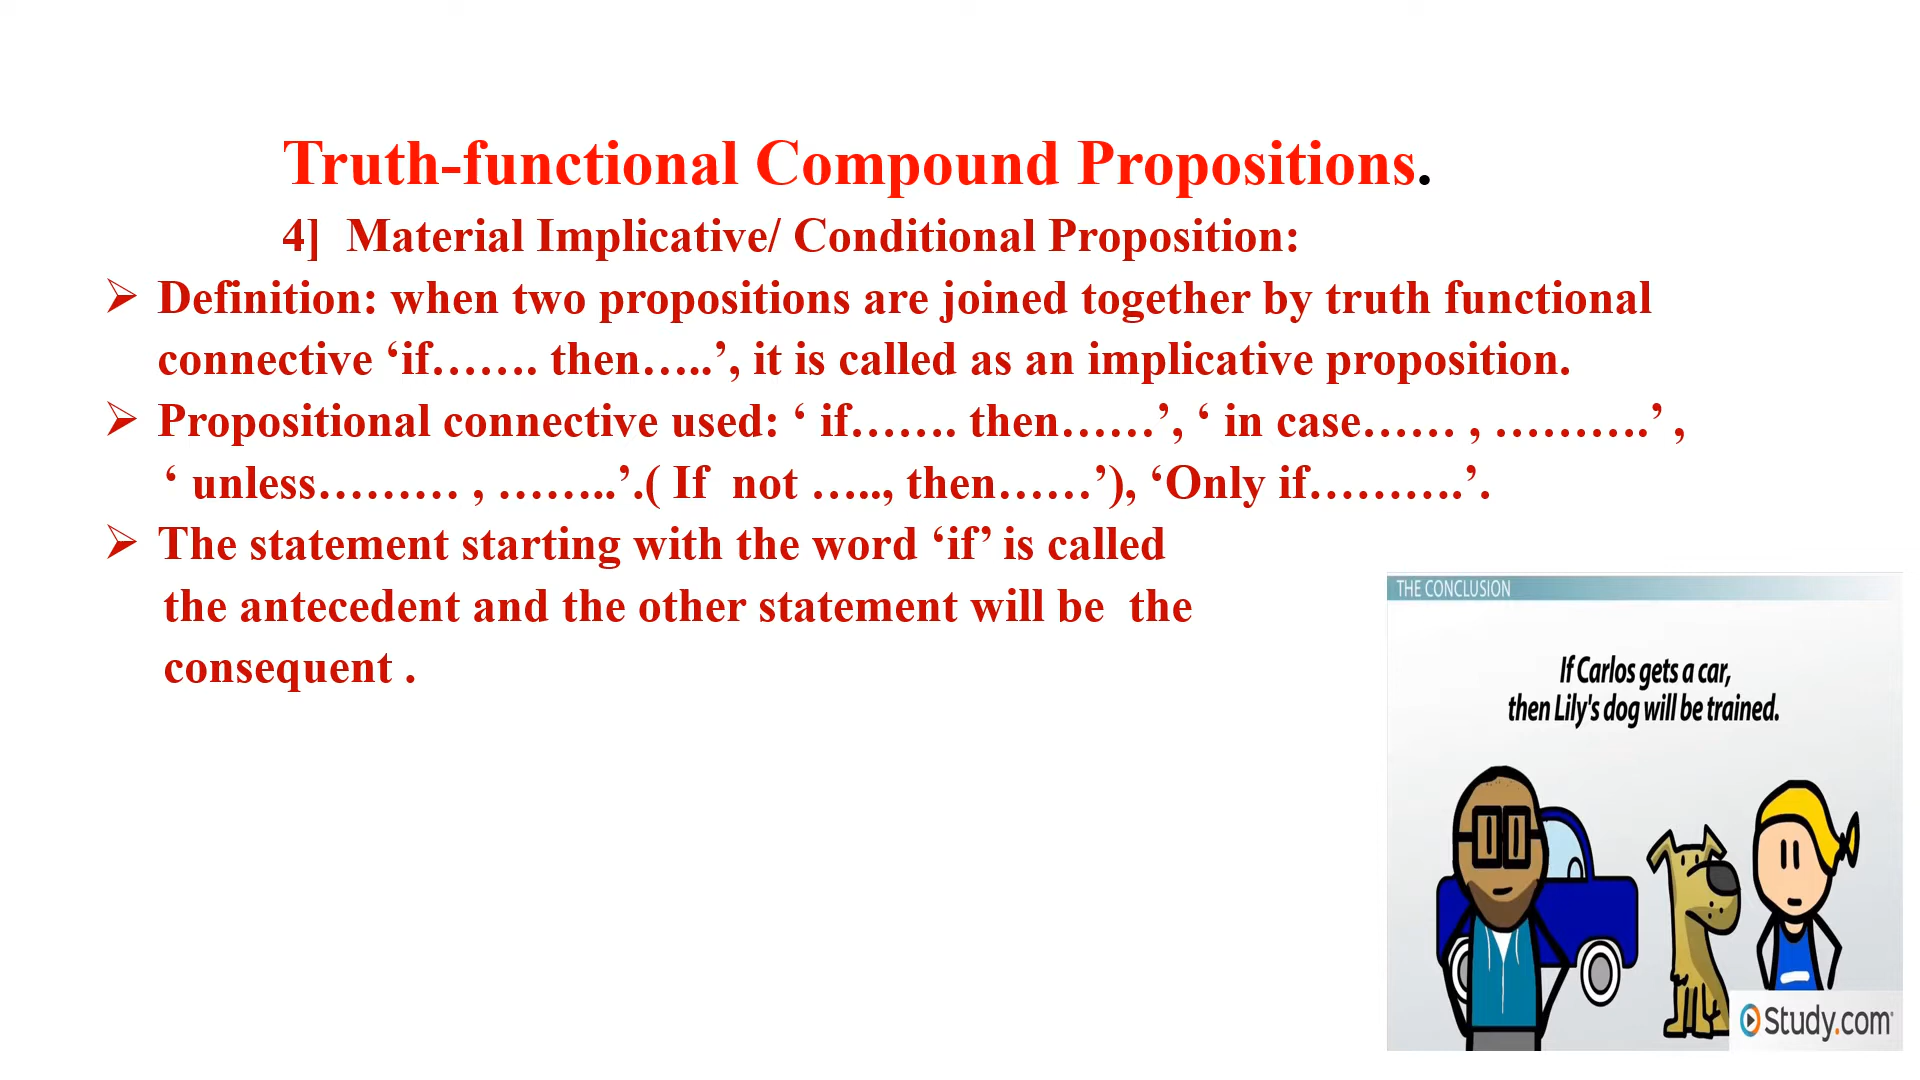 Truth-functional Compound Propositions.
4] Material Implicative/ Conditional Proposition:
➢ Definition: when two propositions are joined together by truth functional
connective ‘if……. then…..’, it is called as an implicative proposition.
➢ Propositional connective used: ‘ if……. then……’, ‘ in case…… , ……….’ ,
‘ unless……… , ……..’.( If not ….., then……’), ‘Only if……….’.
➢ The statement starting with the word ‘if’ is called
the antecedent and the other statement will be the
consequent .
THE CONCLUSION
If Carlos gets a car,
then Lily's dog will be trained.
Study.com